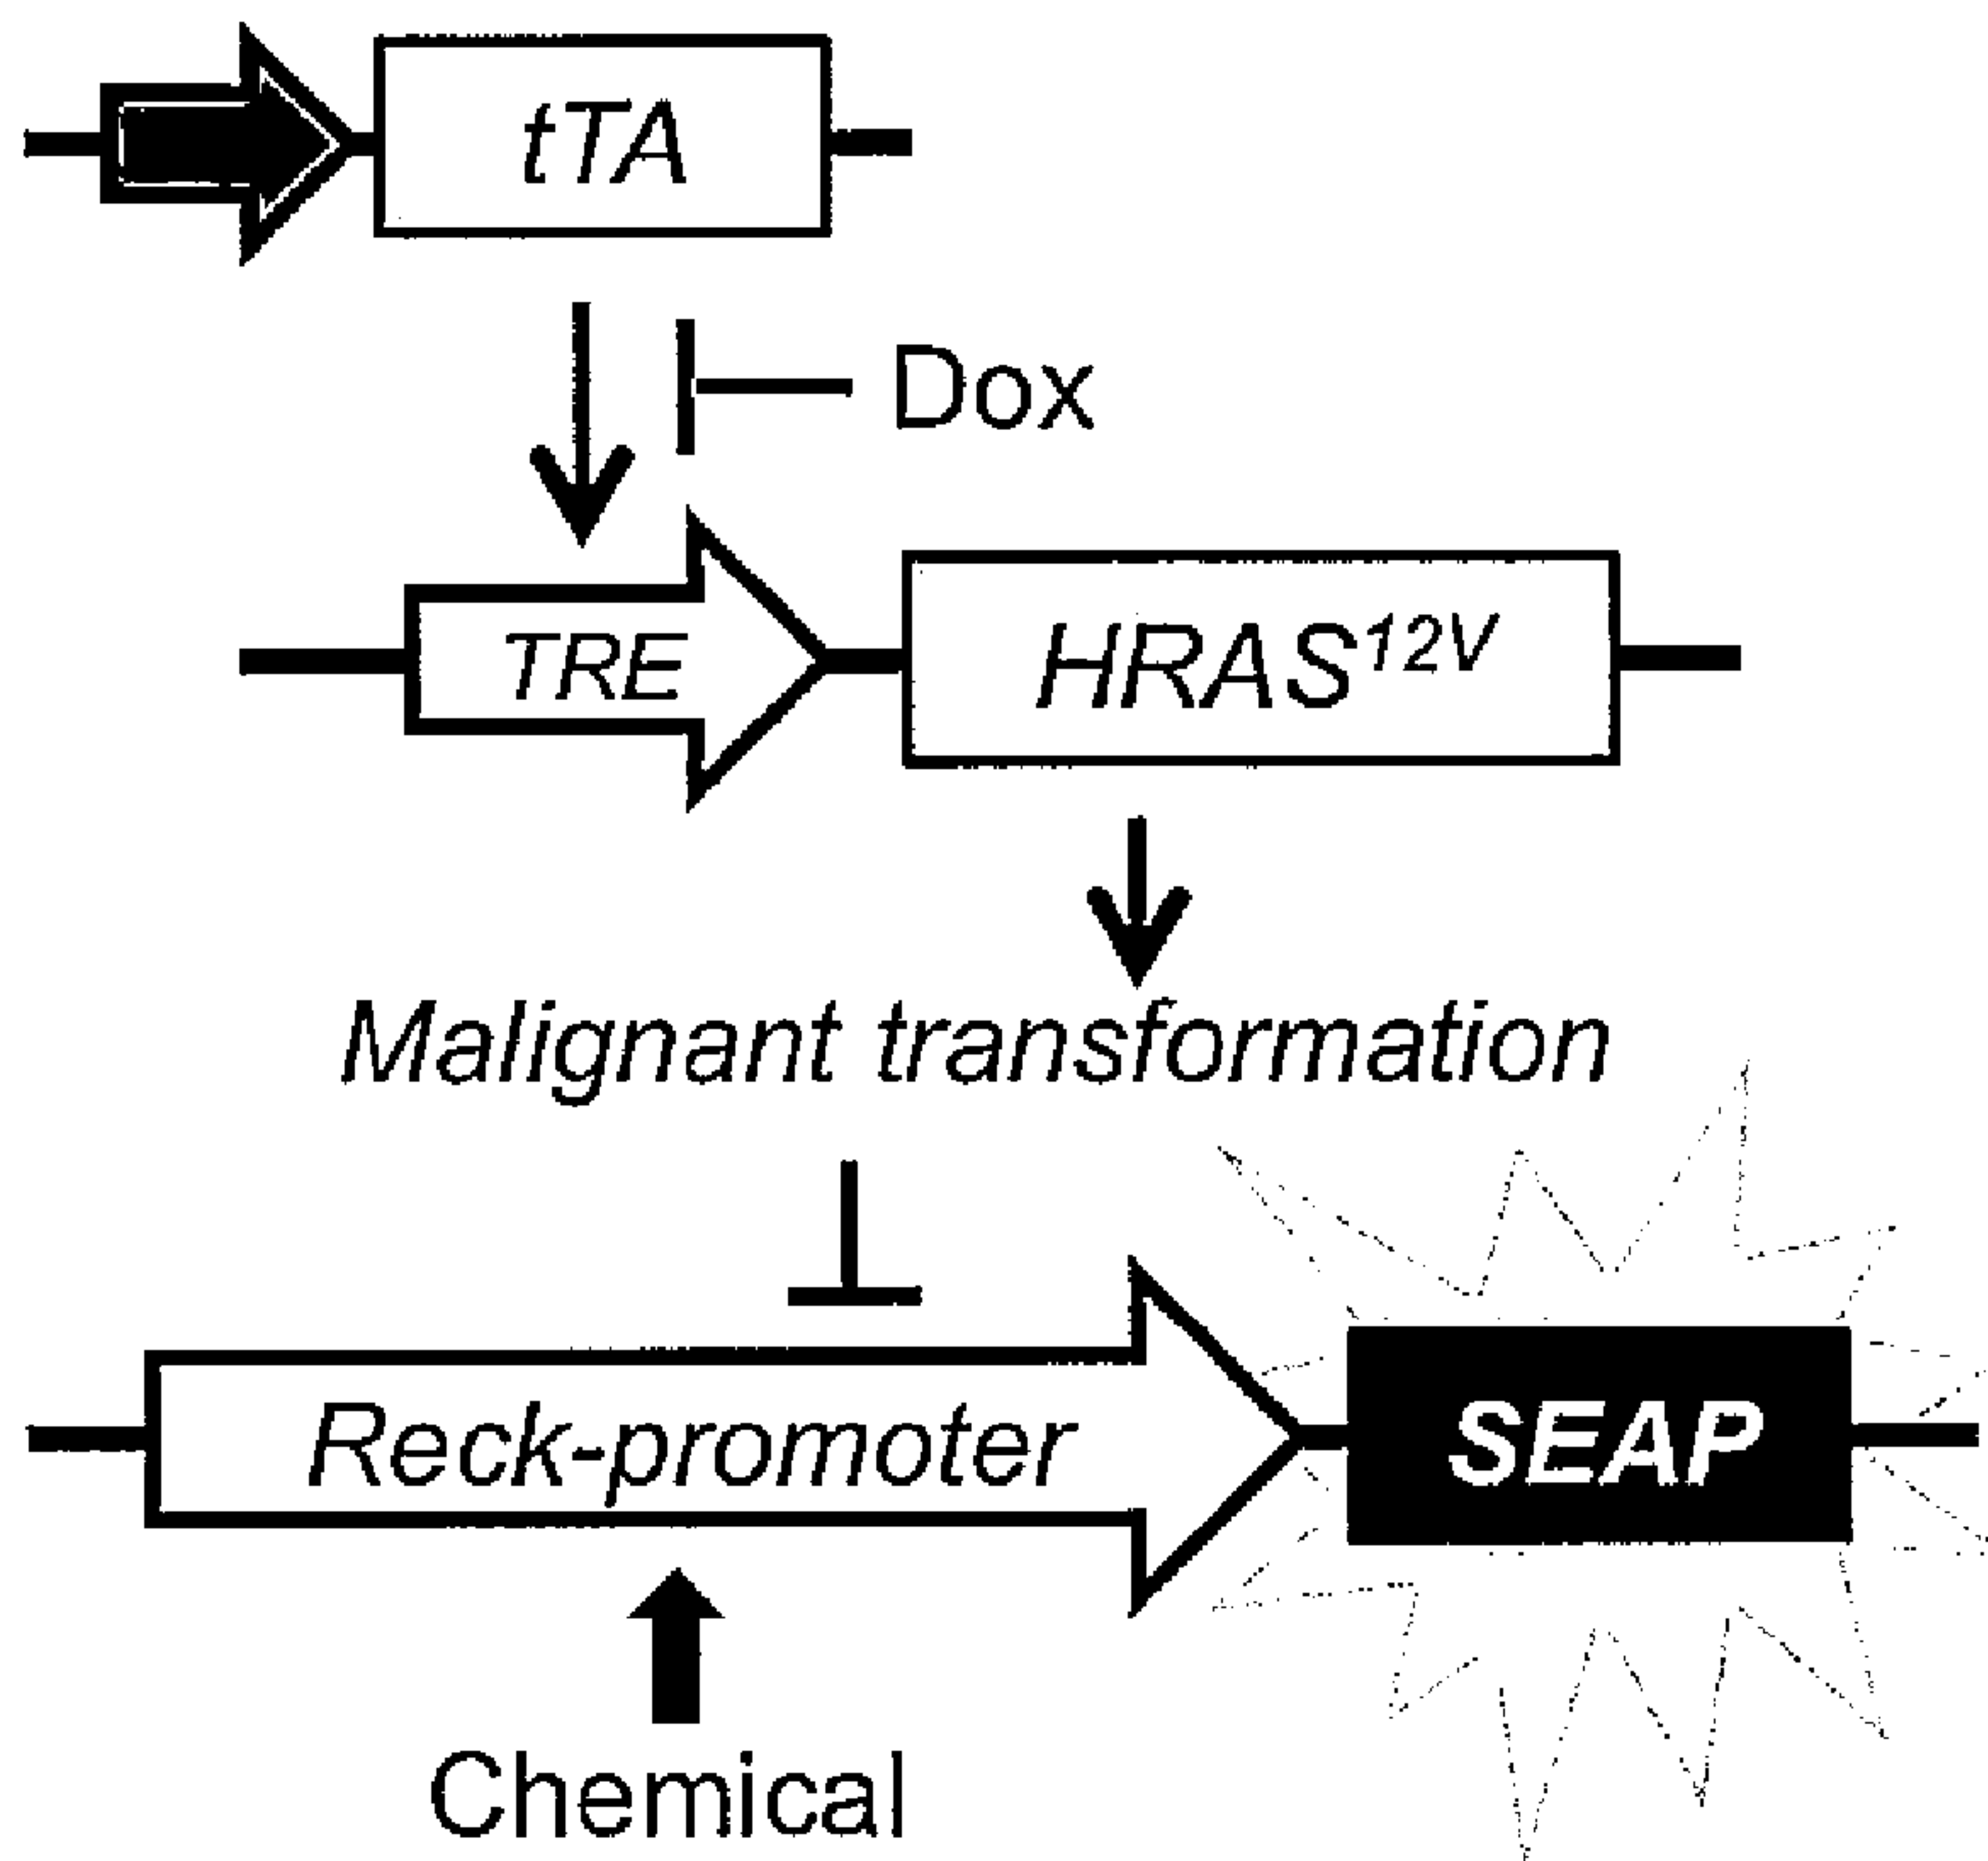 tTA
Dox
TRE
HRAS12V
Malignant transformation
Reck-promoter
SEAP
Chemical